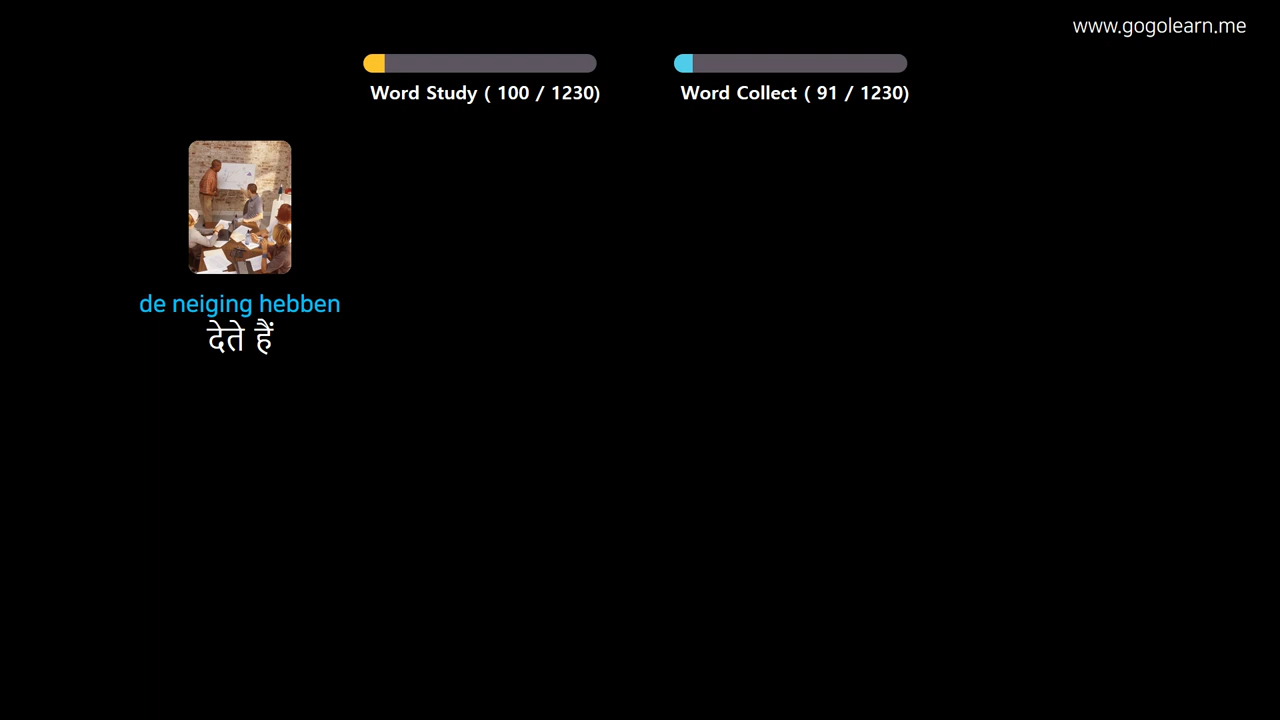 www.gogolearn.me
Word Study ( 100 / 1230)
Word Collect ( 91 / 1230)
de neiging hebben
देते हैं